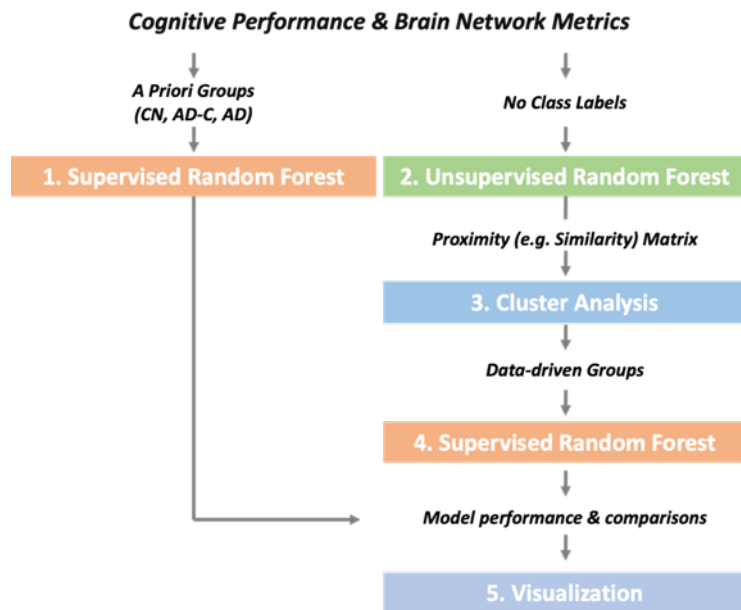 Cognitive Performance & Brain Network Metrics
A Priori Groups
(CN, AD-C, AD)
No Class Labels
1. Supervised Random Forest
2. Unsupervised Random Forest
Proximity (e.g. Similarity) Matrix
3. Cluster Analysis
Data-driven Groups
4. Supervised Random Forest
Model performance & comparisons
5. Visualization